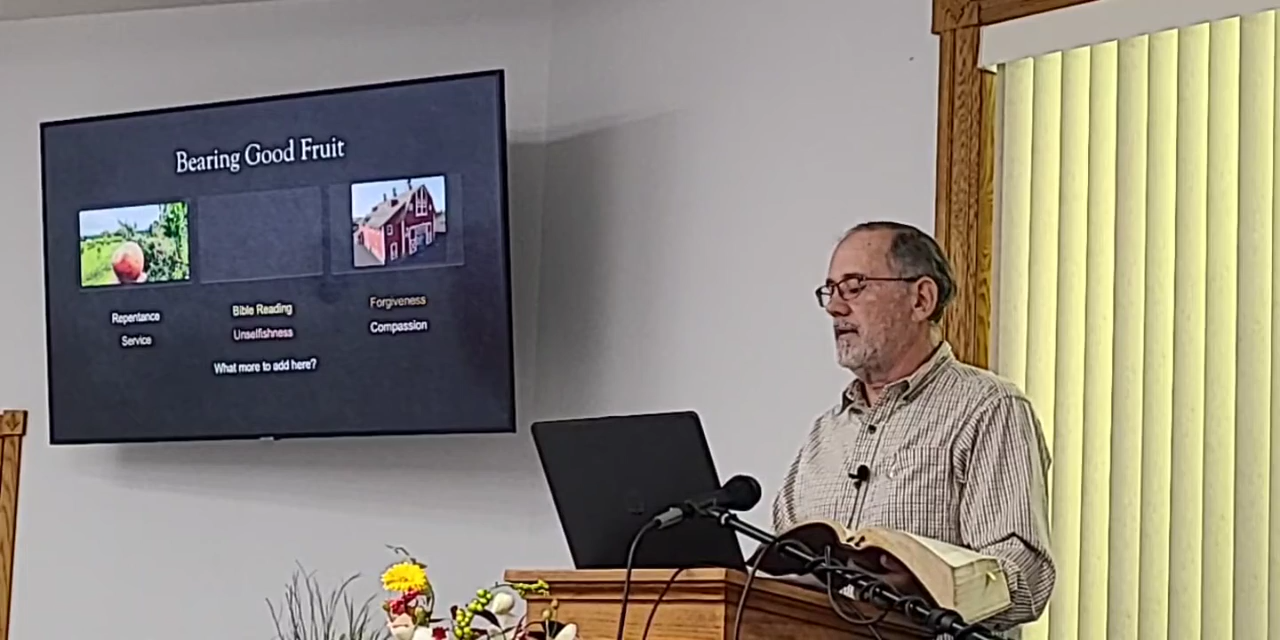 Bearing Good Fruit
Repentance
Service
Bible Reading
Unselfishness
Forgiveness
Compassion
What more to add here?